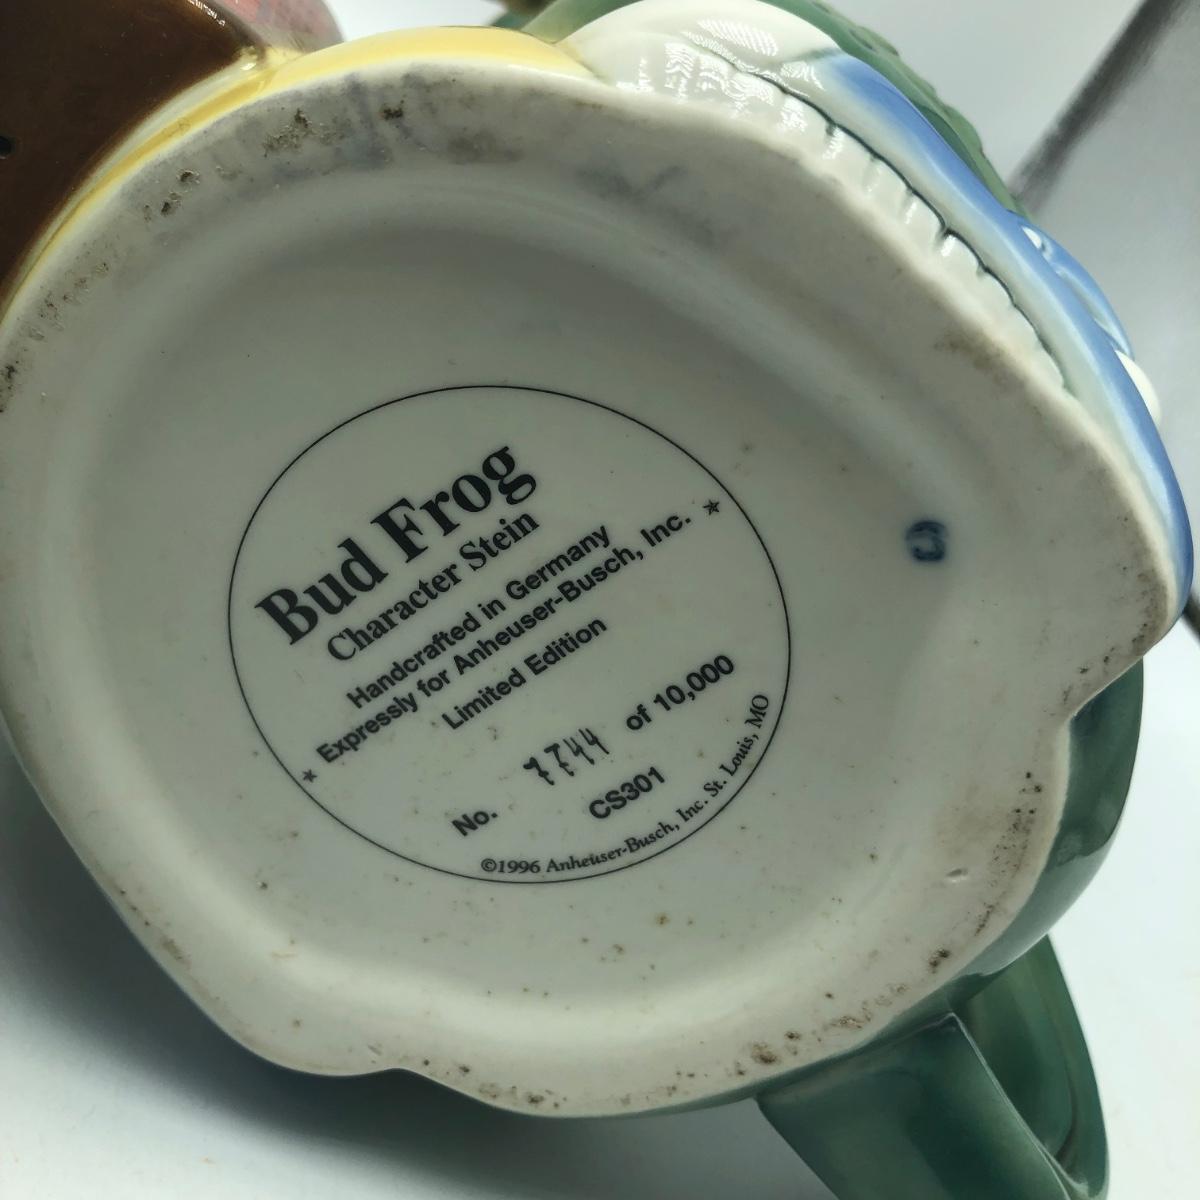 Bud Frog
Character Stein
Handcrafted in Germany
★ Expressly for Anheuser-Busch, Inc. ★
Limited Edition
No. 7744 of 10,000
CS301
©1996 Anheuser-Busch, Inc. St. Louis, MO